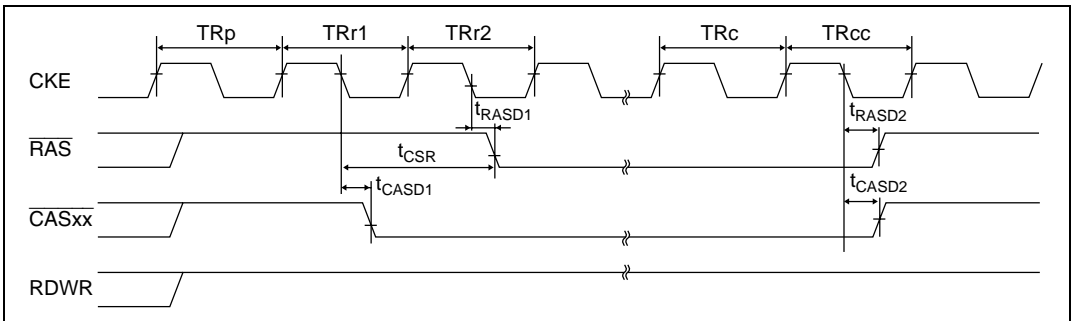 TRp TRr1 TRr2 TRc TRcc
CKE
tRASD1 tRASD2
RAS
tCSR
tCASD1 tCASD2
CASxx
RDWR